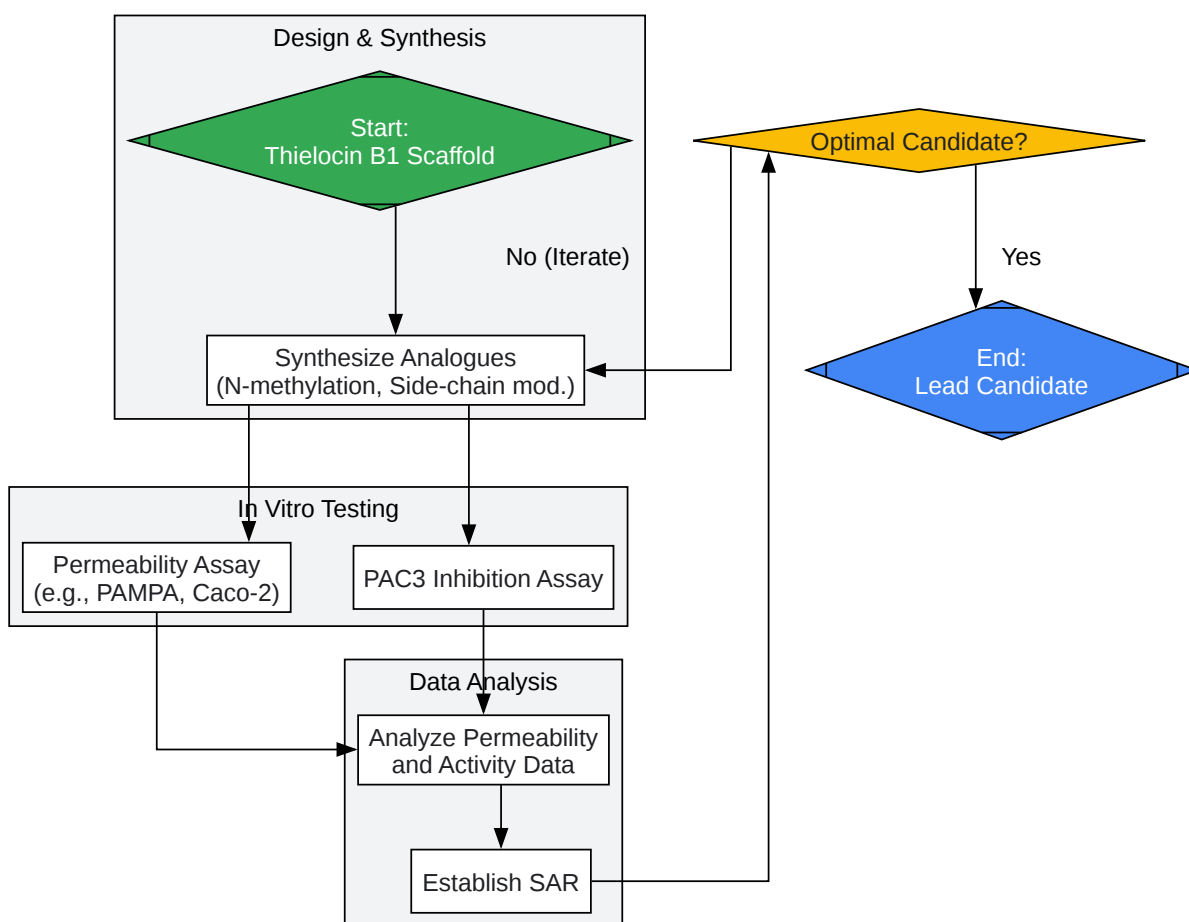 Design & Synthesis
Start:
Thielocin B1 Scaffold
Optimal Candidate?
No (Iterate)
Yes
Synthesize Analogues
(N-methylation, Side-chain mod.)
End:
Lead Candidate
In Vitro Testing
Permeability Assay
(e.g., PAMPA, Caco-2)
PAC3 Inhibition Assay
Data Analysis
Analyze Permeability
and Activity Data
Establish SAR